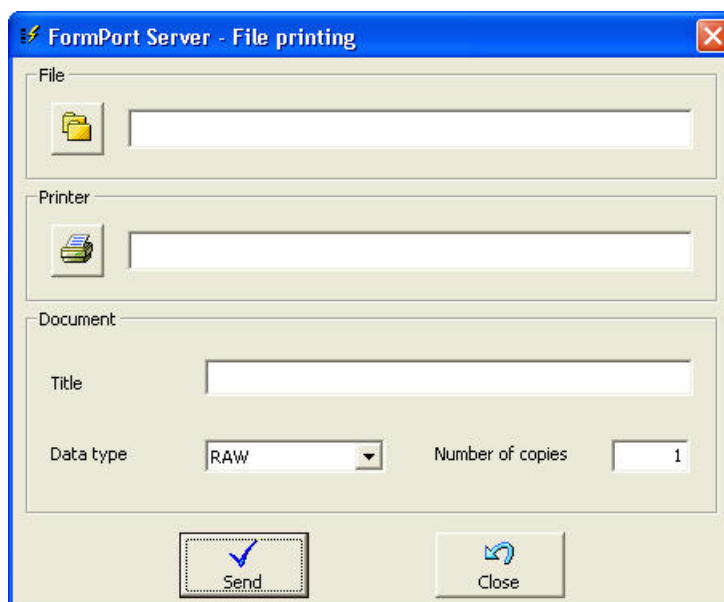 FormPort Server - File printing
File
Printer
Document
Title
Data type RAW Number of copies 1
Send Close